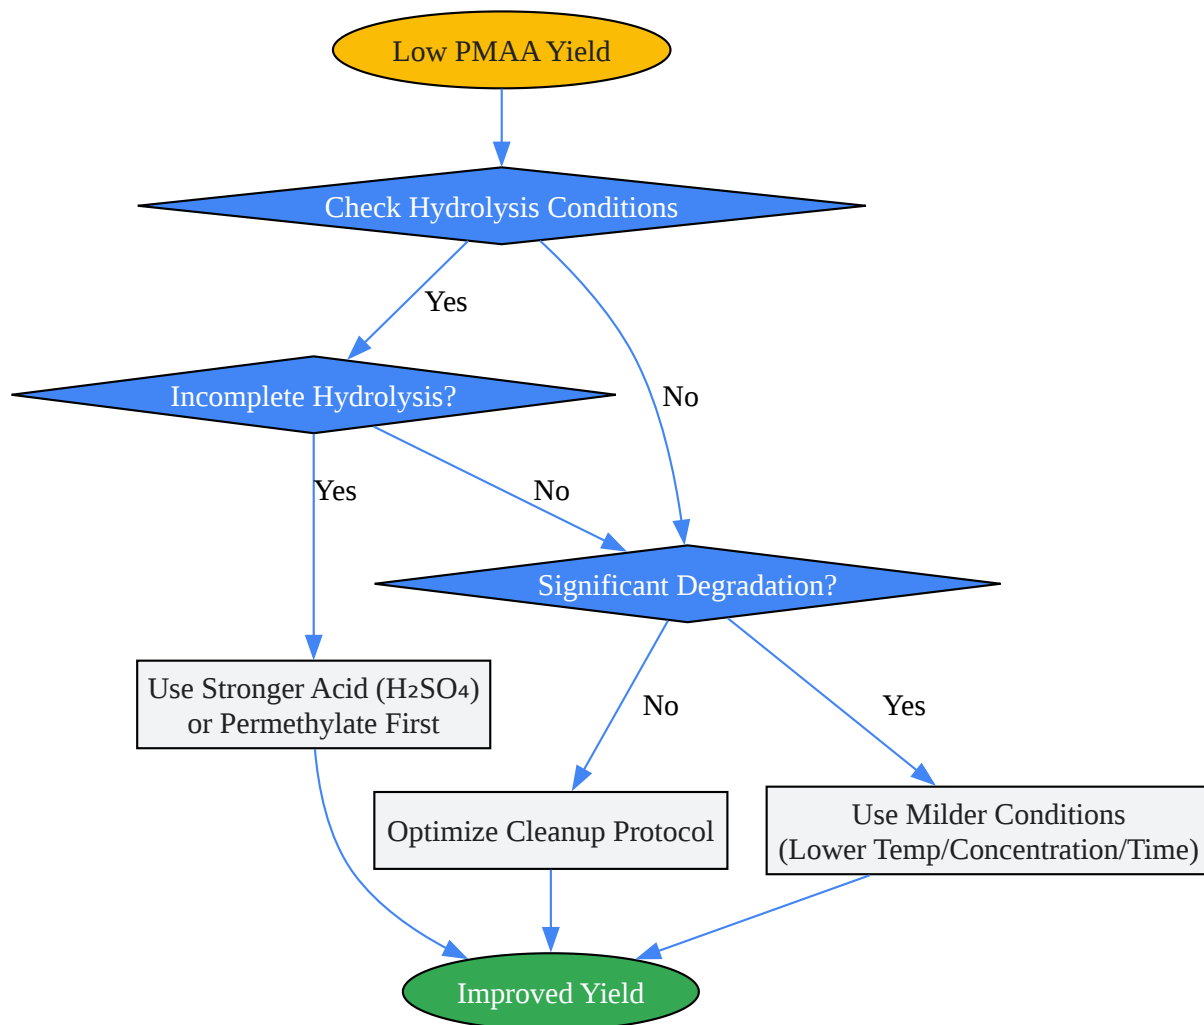 Low PMAA Yield
Check Hydrolysis Conditions
Yes
Incomplete Hydrolysis?
No
Yes
No
Significant Degradation?
Use Stronger Acid (H₂SO₄)
or Permethylate First
No
Yes
Optimize Cleanup Protocol
Use Milder Conditions
(Lower Temp/Concentration/Time)
Improved Yield